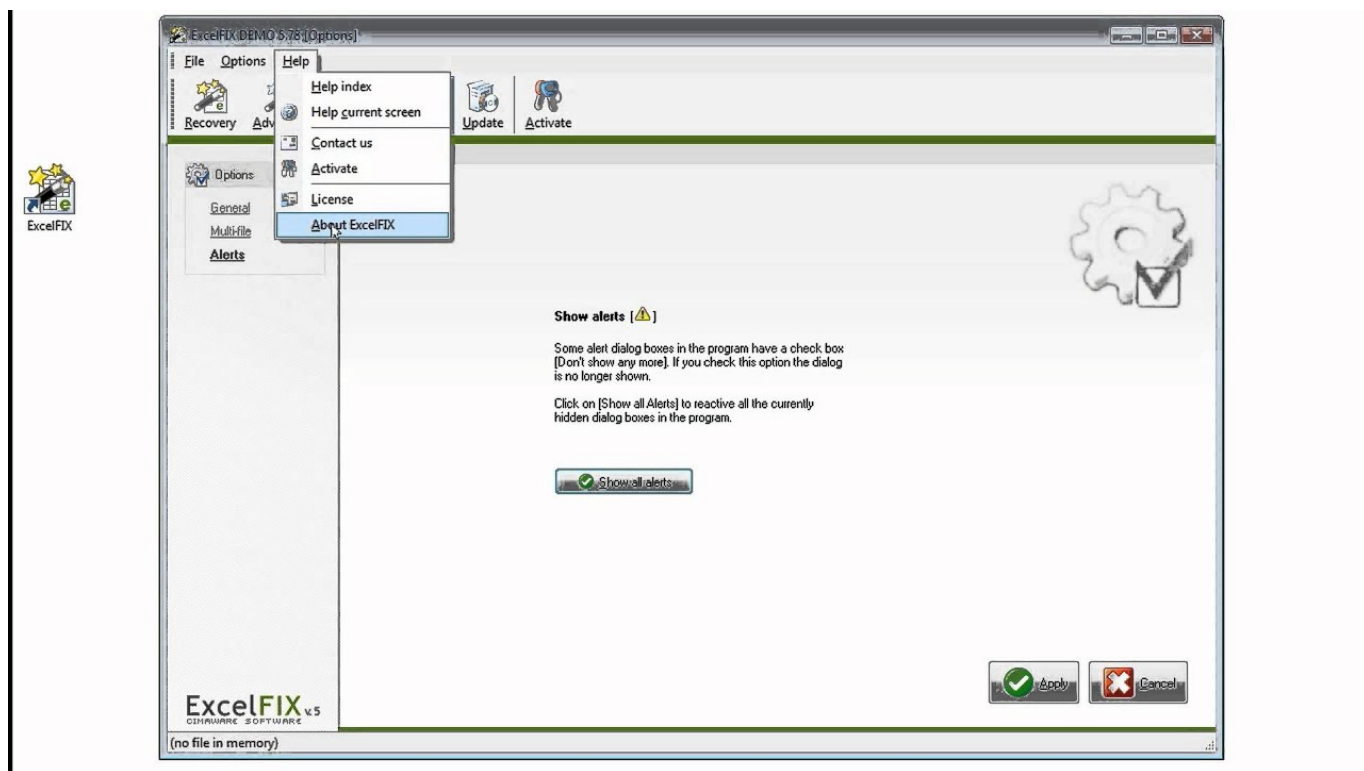 ExcelFIX DEMO 5.78 [Options]
File Options Help
Recovery Adv Update Activate
Help index
Help current screen
Contact us
Activate
License
About ExcelFIX
ExcelFIX
Options
General
Multi-file
Alerts
Show alerts [ ]
Some alert dialog boxes in the program have a check box
[Don't show any more]. If you check this option the dialog
is no longer shown.
Click on [Show all Alerts] to reactive all the currently
hidden dialog boxes in the program.
Show all alerts
Apply Cancel
ExcelFIX v.5
CIMAWARE SOFTWARE
(no file in memory)